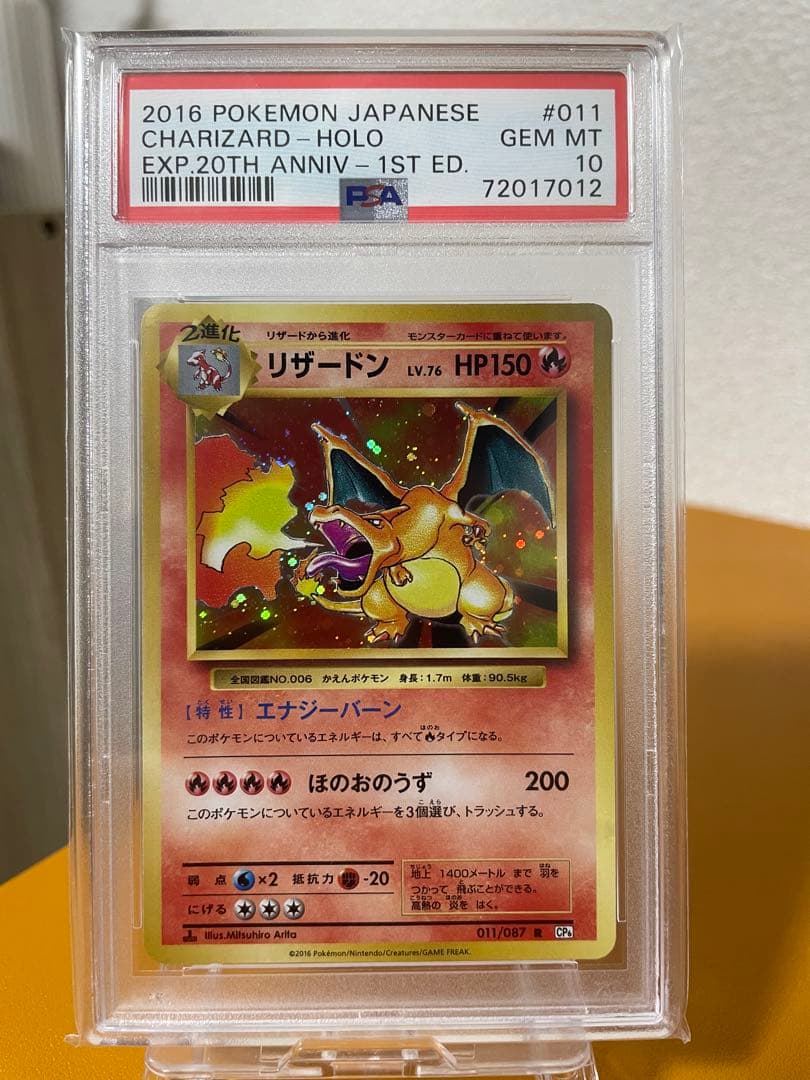 2016 POKEMON JAPANESE #011
CHARIZARD-HOLO GEM MT
EXP.20TH ANNIV-1ST ED. 10
PSA 72017012
2進化 リザードから進化 モンスターカードに重ねて使います。
リザードン LV.76 HP150
全国図鑑NO.006 かえんポケモン 身長:1.7m 体重:90.5kg
[特性] エナジーバーン
このポケモンについているエネルギーは、すべてタイプになる。
ほのおのうず 200
このポケモンについているエネルギーを3個選び、トラッシュする。
弱点 ×2 抵抗力 -20
にげる
地上 1400メートル まで 羽を
つかって 飛ぶことができる。
高熱の 炎を はく。
1 Illus.Mitsuhiro Arita 011/087 R CP6
©2016 Pokémon/Nintendo/Creatures/GAME FREAK.